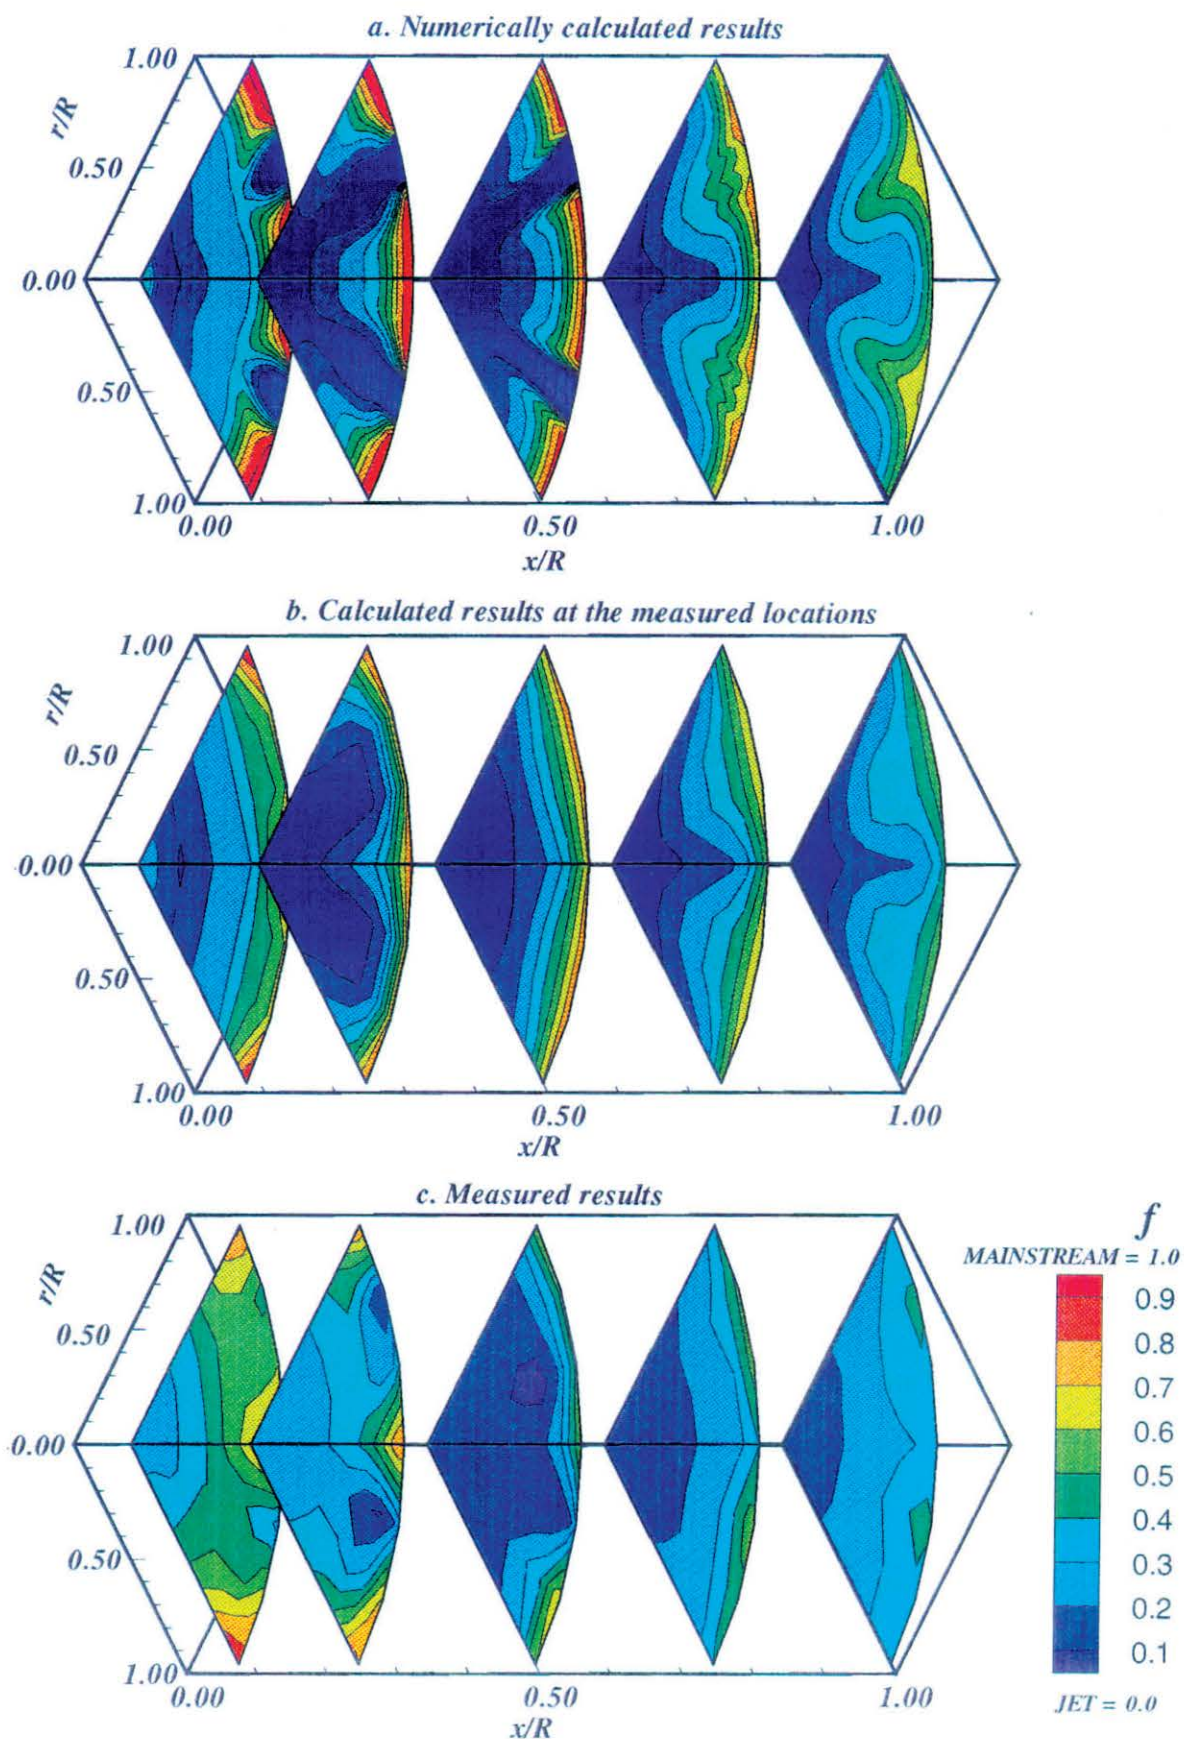 a. Numerically calculated results
1.00
r/R
0.50
0.00
0.50
1.00
0.00 0.50 1.00
x/R
b. Calculated results at the measured locations
1.00
r/R
0.50
0.00
0.50
1.00
0.00 0.50 1.00
x/R
c. Measured results
1.00
r/R
0.50
0.00
0.50
1.00
0.00 0.50 1.00
x/R
f
MAINSTREAM = 1.0
0.9
0.8
0.7
0.6
0.5
0.4
0.3
0.2
0.1
JET = 0.0